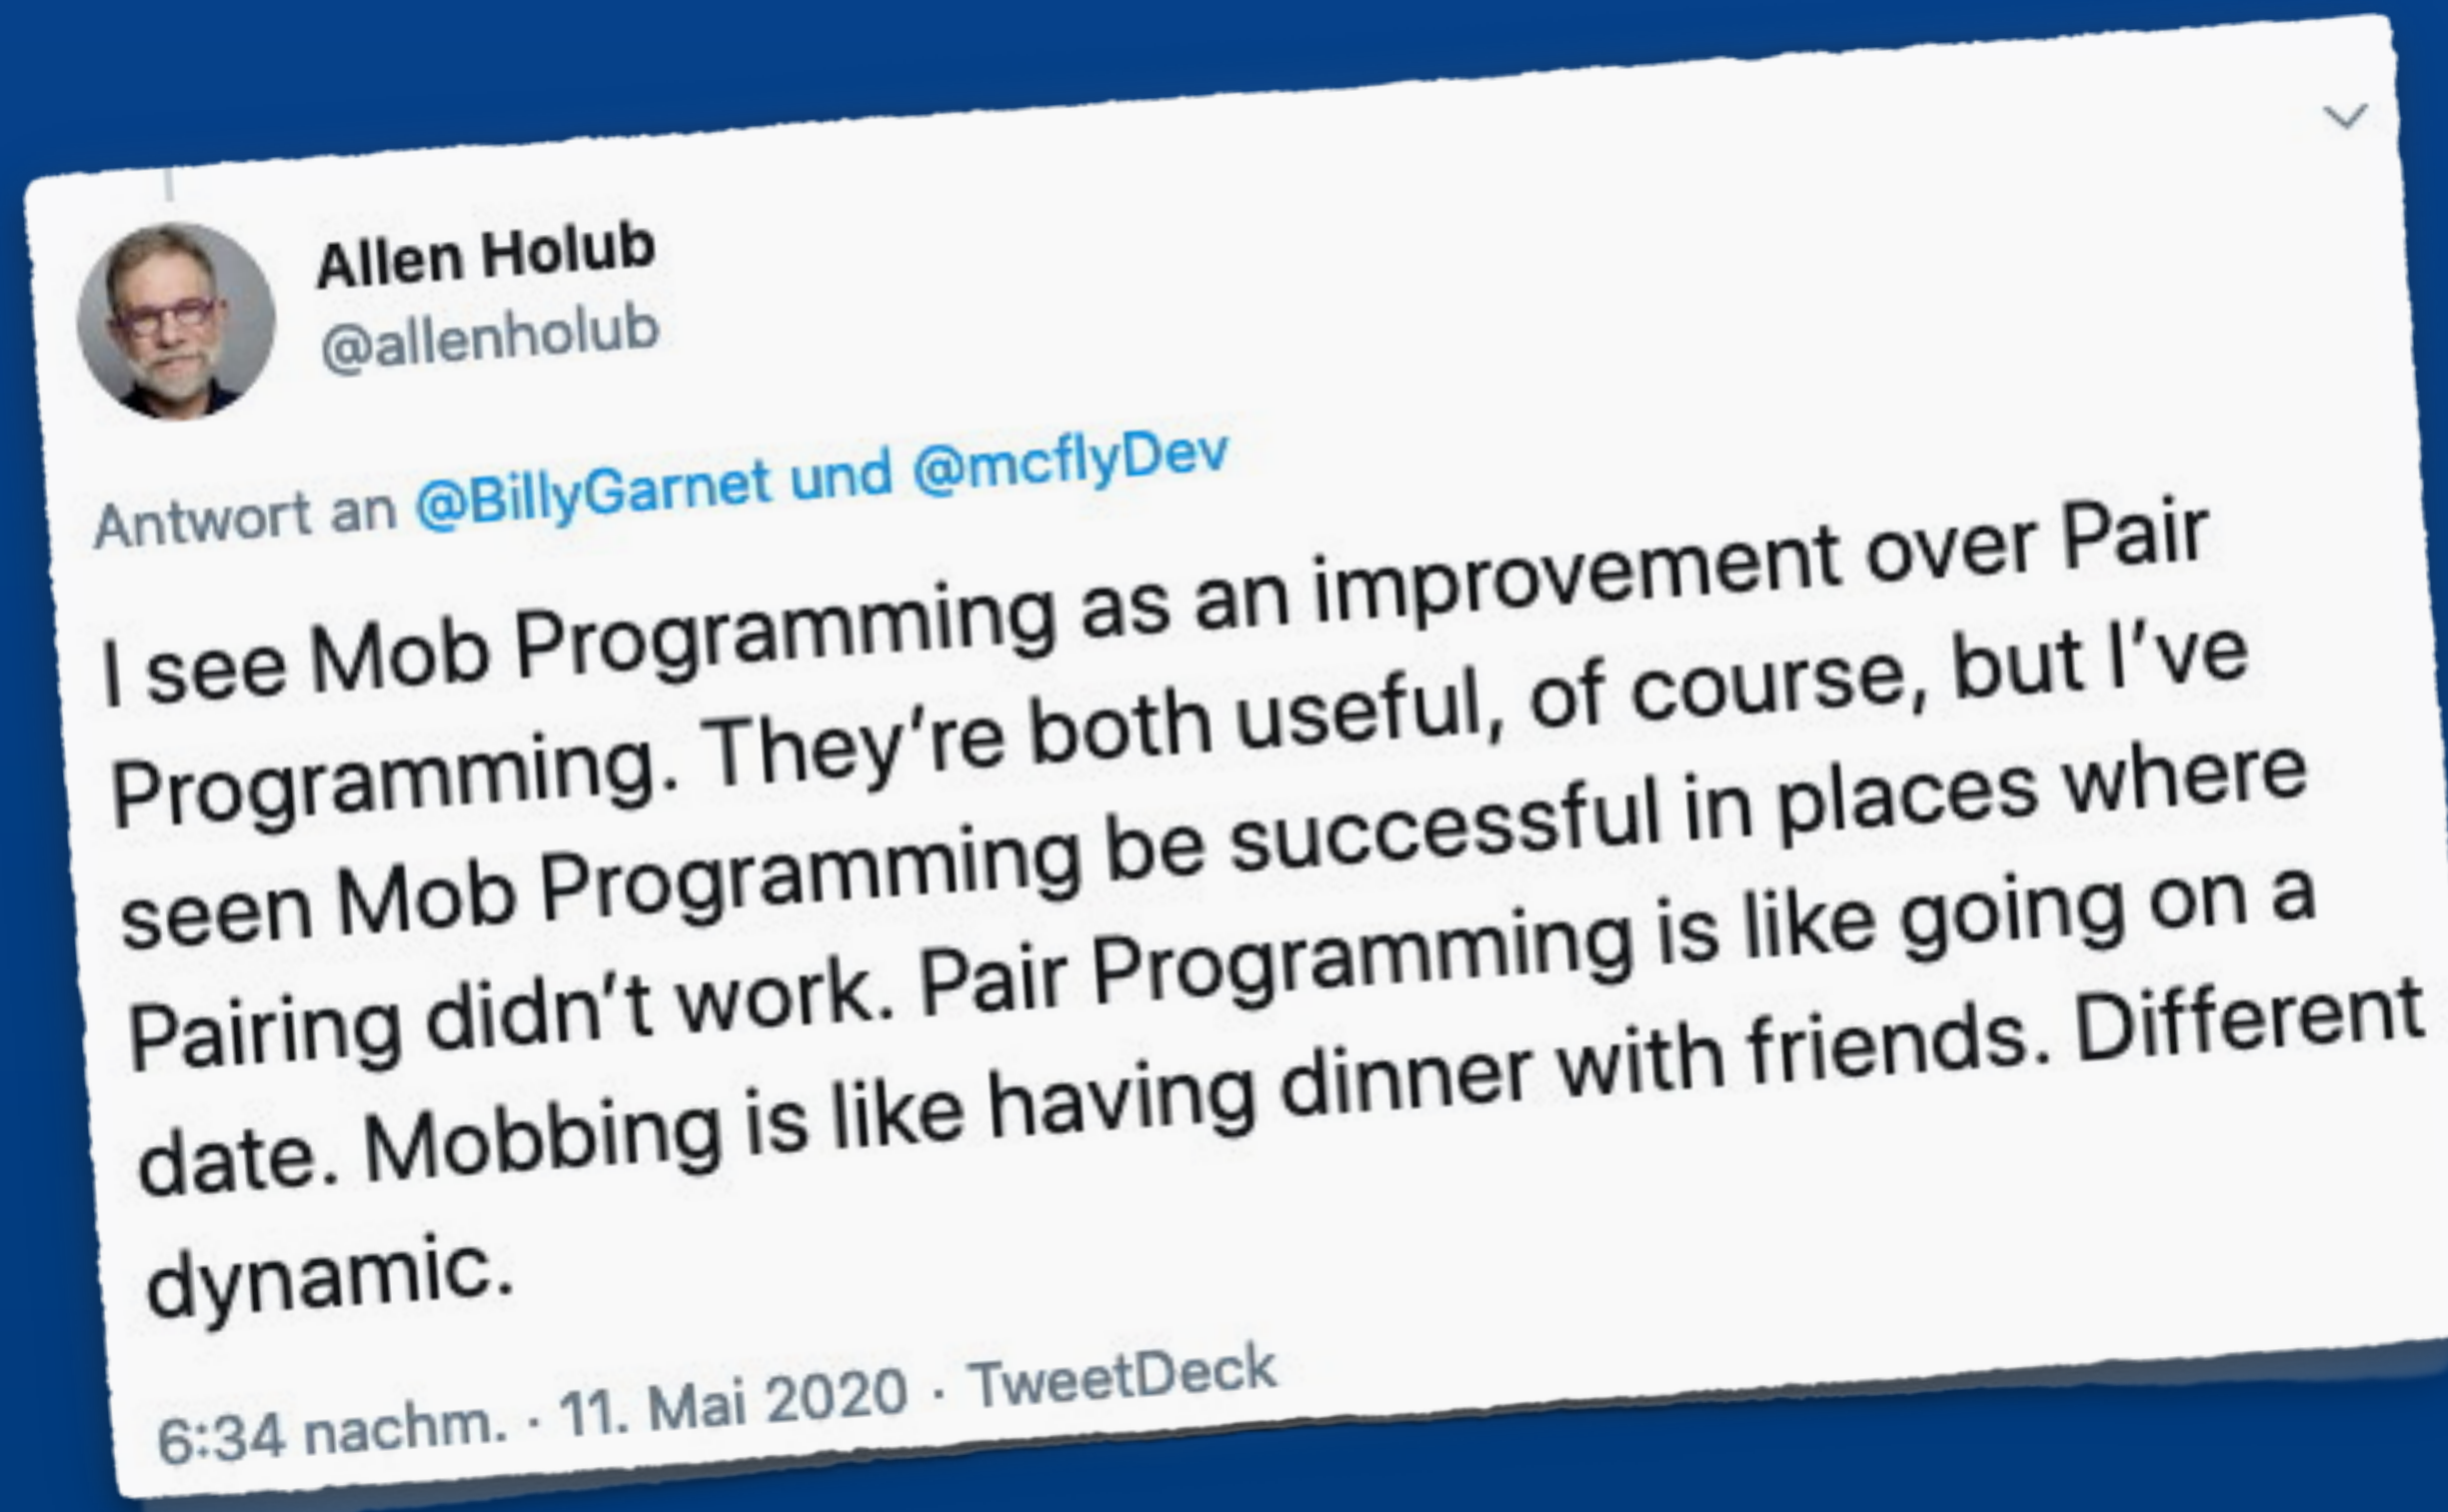 Allen Holub
@allenholub
Antwort an @BillyGarnet und @mcflyDev
I see Mob Programming as an improvement over Pair
Programming. They’re both useful, of course, but I’ve
seen Mob Programming be successful in places where
Pairing didn’t work. Pair Programming is like going on a
date. Mobbing is like having dinner with friends. Different
dynamic.
6:34 nachm. · 11. Mai 2020 · TweetDeck